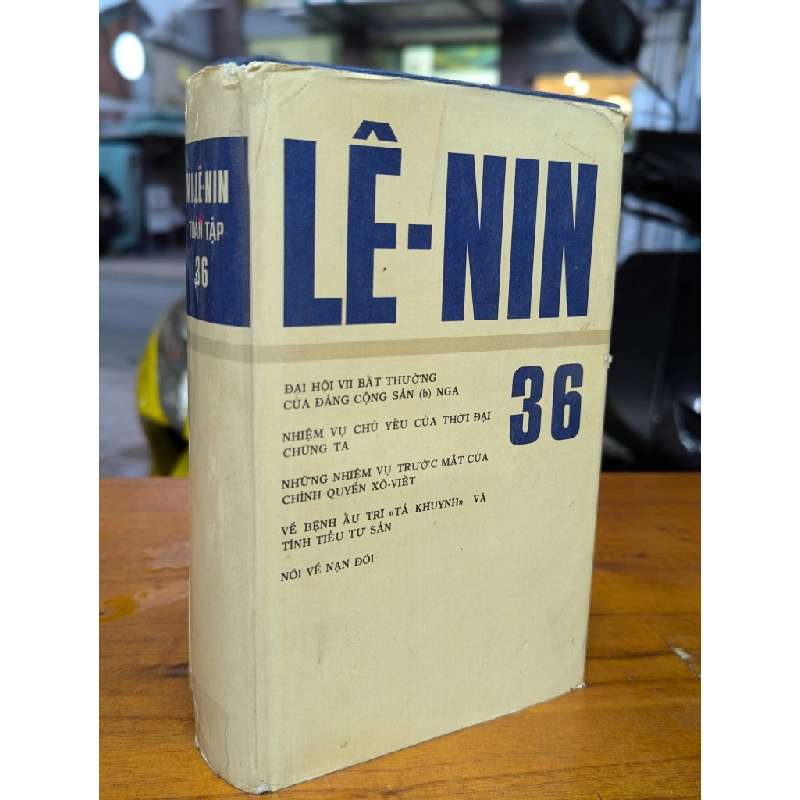 LÊ-NIN
36
ĐẠI HỘI VII BẤT THƯỜNG
CỦA ĐẢNG CỘNG SẢN (b) NGA
NHIỆM VỤ CHỦ YẾU CỦA THỜI ĐẠI
CHÚNG TA
NHỮNG NHIỆM VỤ TRƯỚC MẮT CỦA
CHÍNH QUYỀN XÔ-VIẾT
VỀ BỆNH ẤU TRĨ «TẢ KHUYNH» VÀ
TÍNH TIỂU TƯ SẢN
NÓI VỀ NẠN ĐÓI
LÊ-NIN
TOÀN TẬP
36